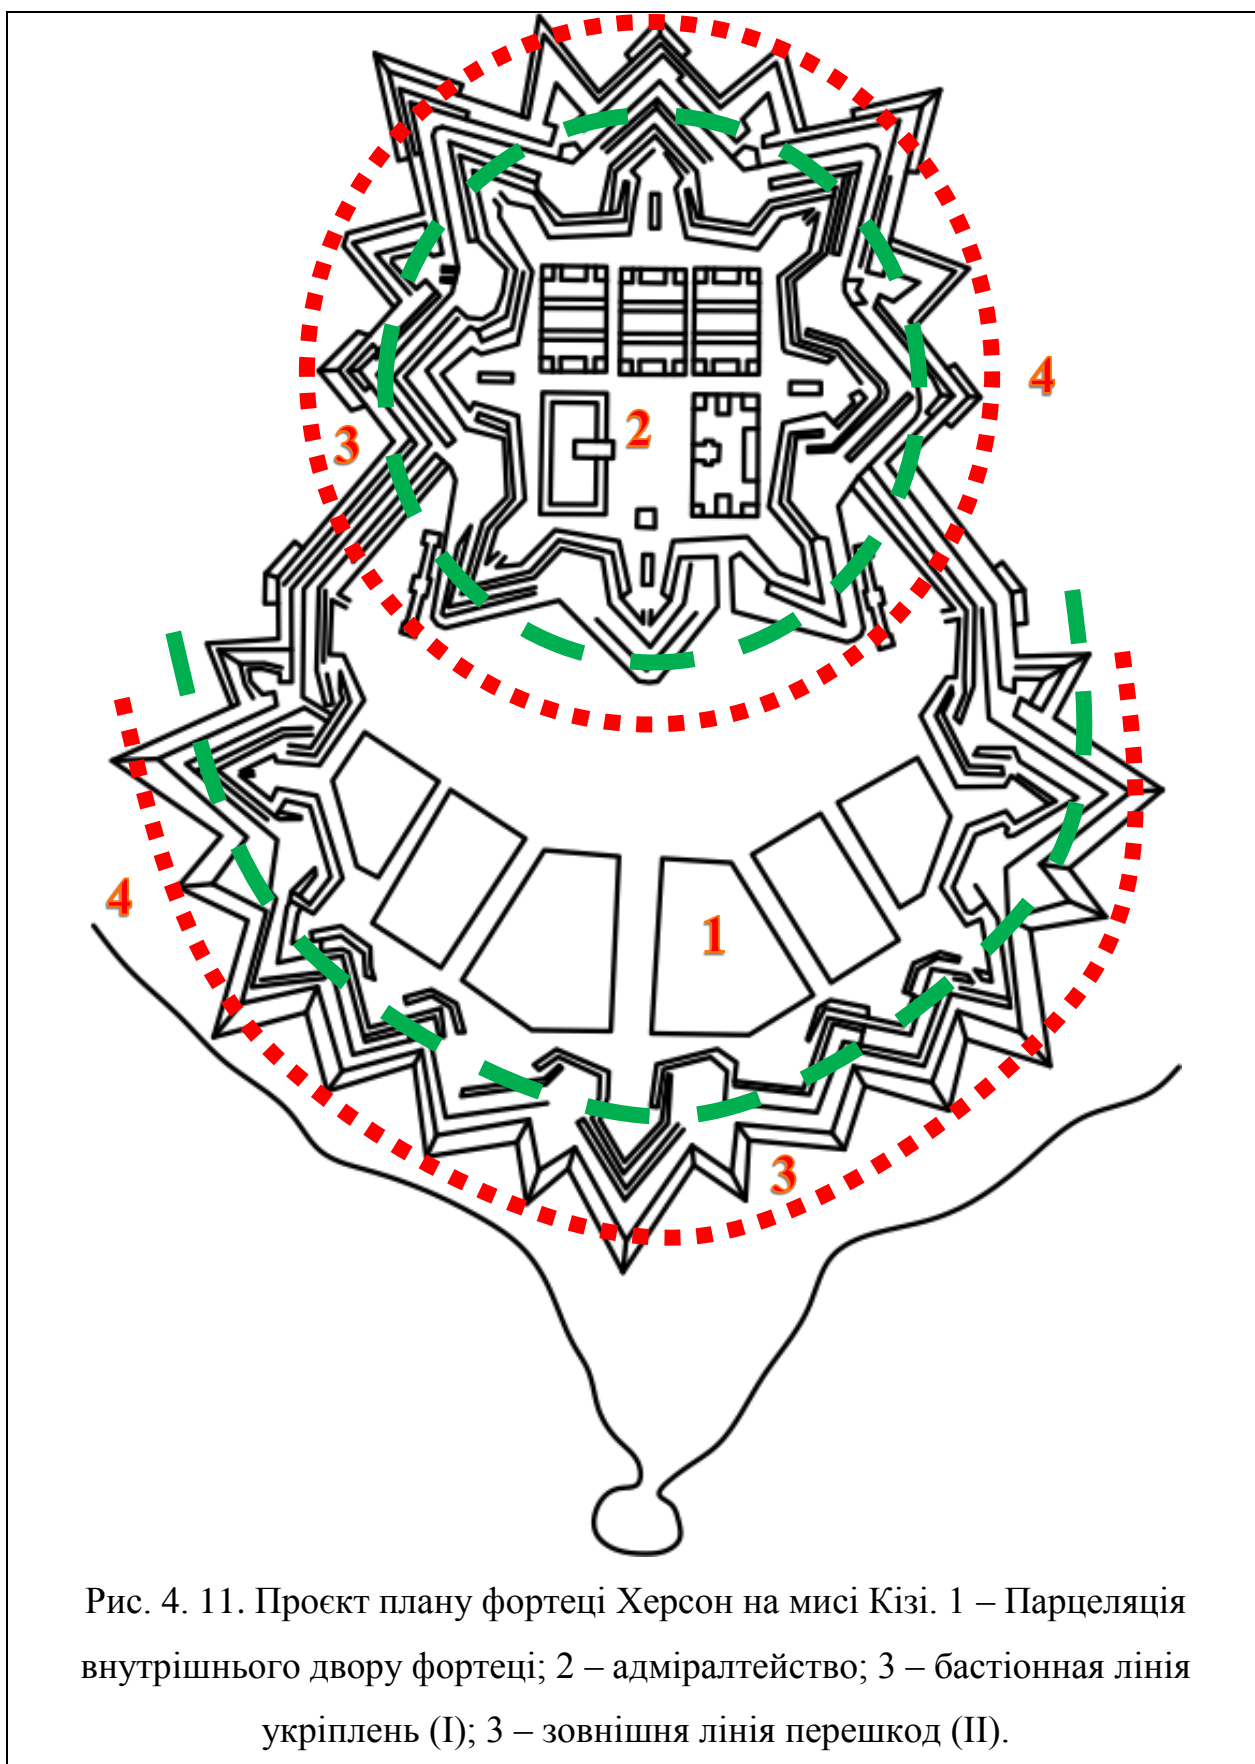 4
2
3
4
1
3
Рис. 4. 11. Проєкт плану фортеці Херсон на мисі Кізі. 1 – Парцеляція
внутрішнього двору фортеці; 2 – адміралтейство; 3 – бастіонная лінія
укріплень (І); 3 – зовнішня лінія перешкод (ІІ).